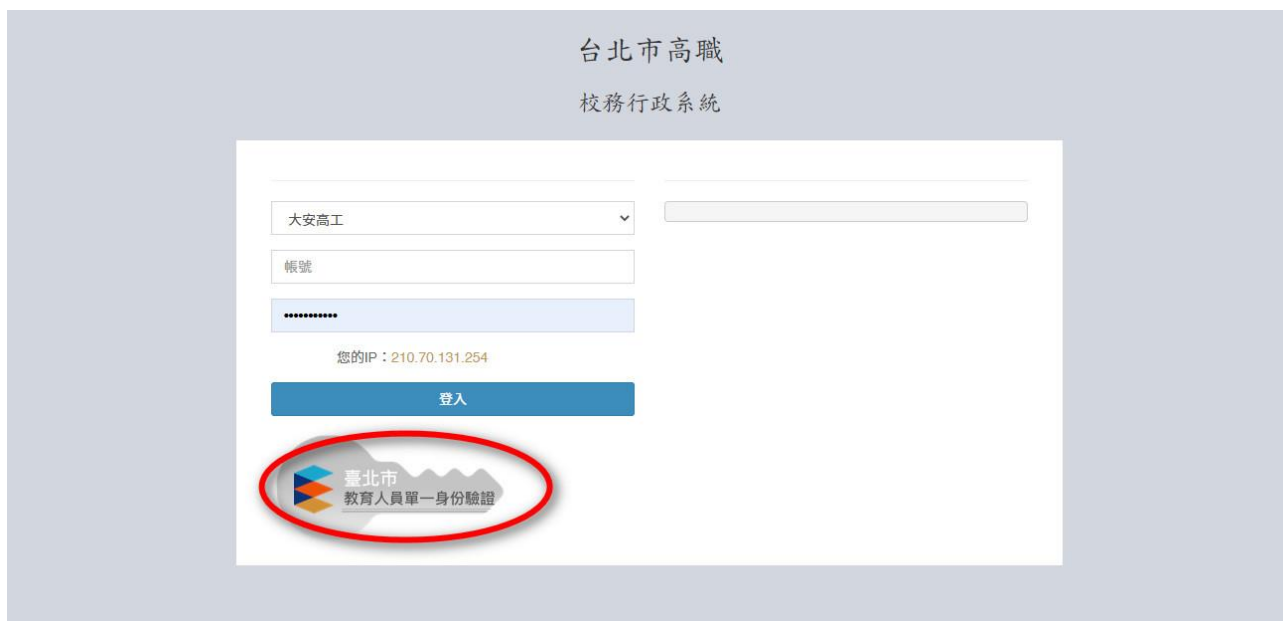 台北市高職
校務行政系統
大安高工
帳號
•••••••••••
您的IP：210.70.131.254
登入
臺北市
教育人員單一身份驗證